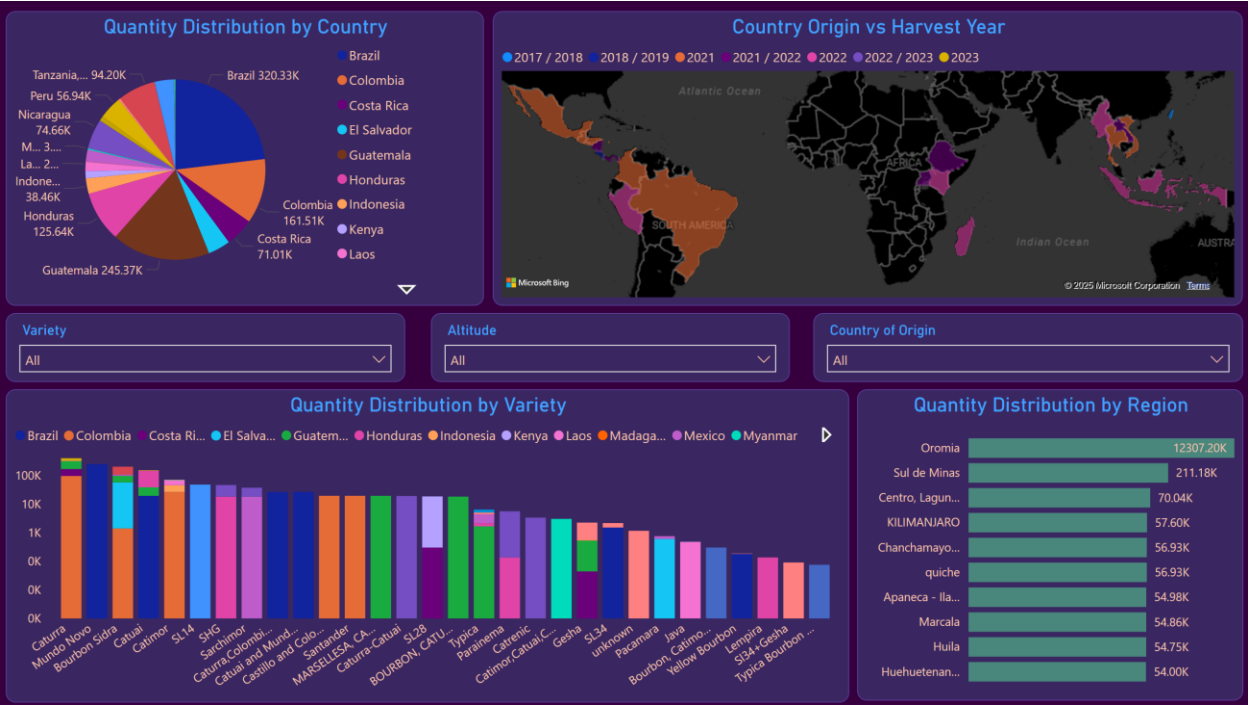 Quantity Distribution by Country
Tanzania,... 94.20K
Peru 56.94K
Nicaragua
74.66K
M... 3....
La... 2...
Indone...
38.46K
Honduras
125.64K
Guatemala 245.37K
Brazil 320.33K
Colombia
161.51K
Costa Rica
71.01K
Brazil
Colombia
Costa Rica
El Salvador
Guatemala
Honduras
Indonesia
Kenya
Laos
Country Origin vs Harvest Year
2017 / 2018 2018 / 2019 2021 2021 / 2022 2022 2022 / 2023 2023
Atlantic Ocean
AFRICA
SOUTH AMERICA
Indian Ocean
AUSTRA
Microsoft Bing
© 2025 Microsoft Corporation Terms
Variety
All
Altitude
All
Country of Origin
All
Quantity Distribution by Variety
Brazil Colombia Costa Ri... El Salva... Guatem... Honduras Indonesia Kenya Laos Madaga... Mexico Myanmar
100K
10K
1K
0K
0K
0K
Caturra
Mundo Novo
Bourbon Sidra
Catuai
Catimor
SL14
SHG
Sarchimor
Caturra,Colombi...
Catuai and Mund...
Castillo and Colo...
Santander
MARSELLESA, CA...
Caturra-Catuai
SL28
BOURBON, CATU...
Typica
Parainema
Catrenic
Catimor,Catuai,C...
Gesha
SL34
unknown
Pacamara
Java
Bourbon, Catimo...
Yellow Bourbon
Lempira
Sl34+Gesha
Typica Bourbon ...
Quantity Distribution by Region
Oromia 12307.20K
Sul de Minas 211.18K
Centro, Lagun... 70.04K
KILIMANJARO 57.60K
Chanchamayo... 56.93K
quiche 56.93K
Apaneca - Ila... 54.98K
Marcala 54.86K
Huila 54.75K
Huehuetenan... 54.00K